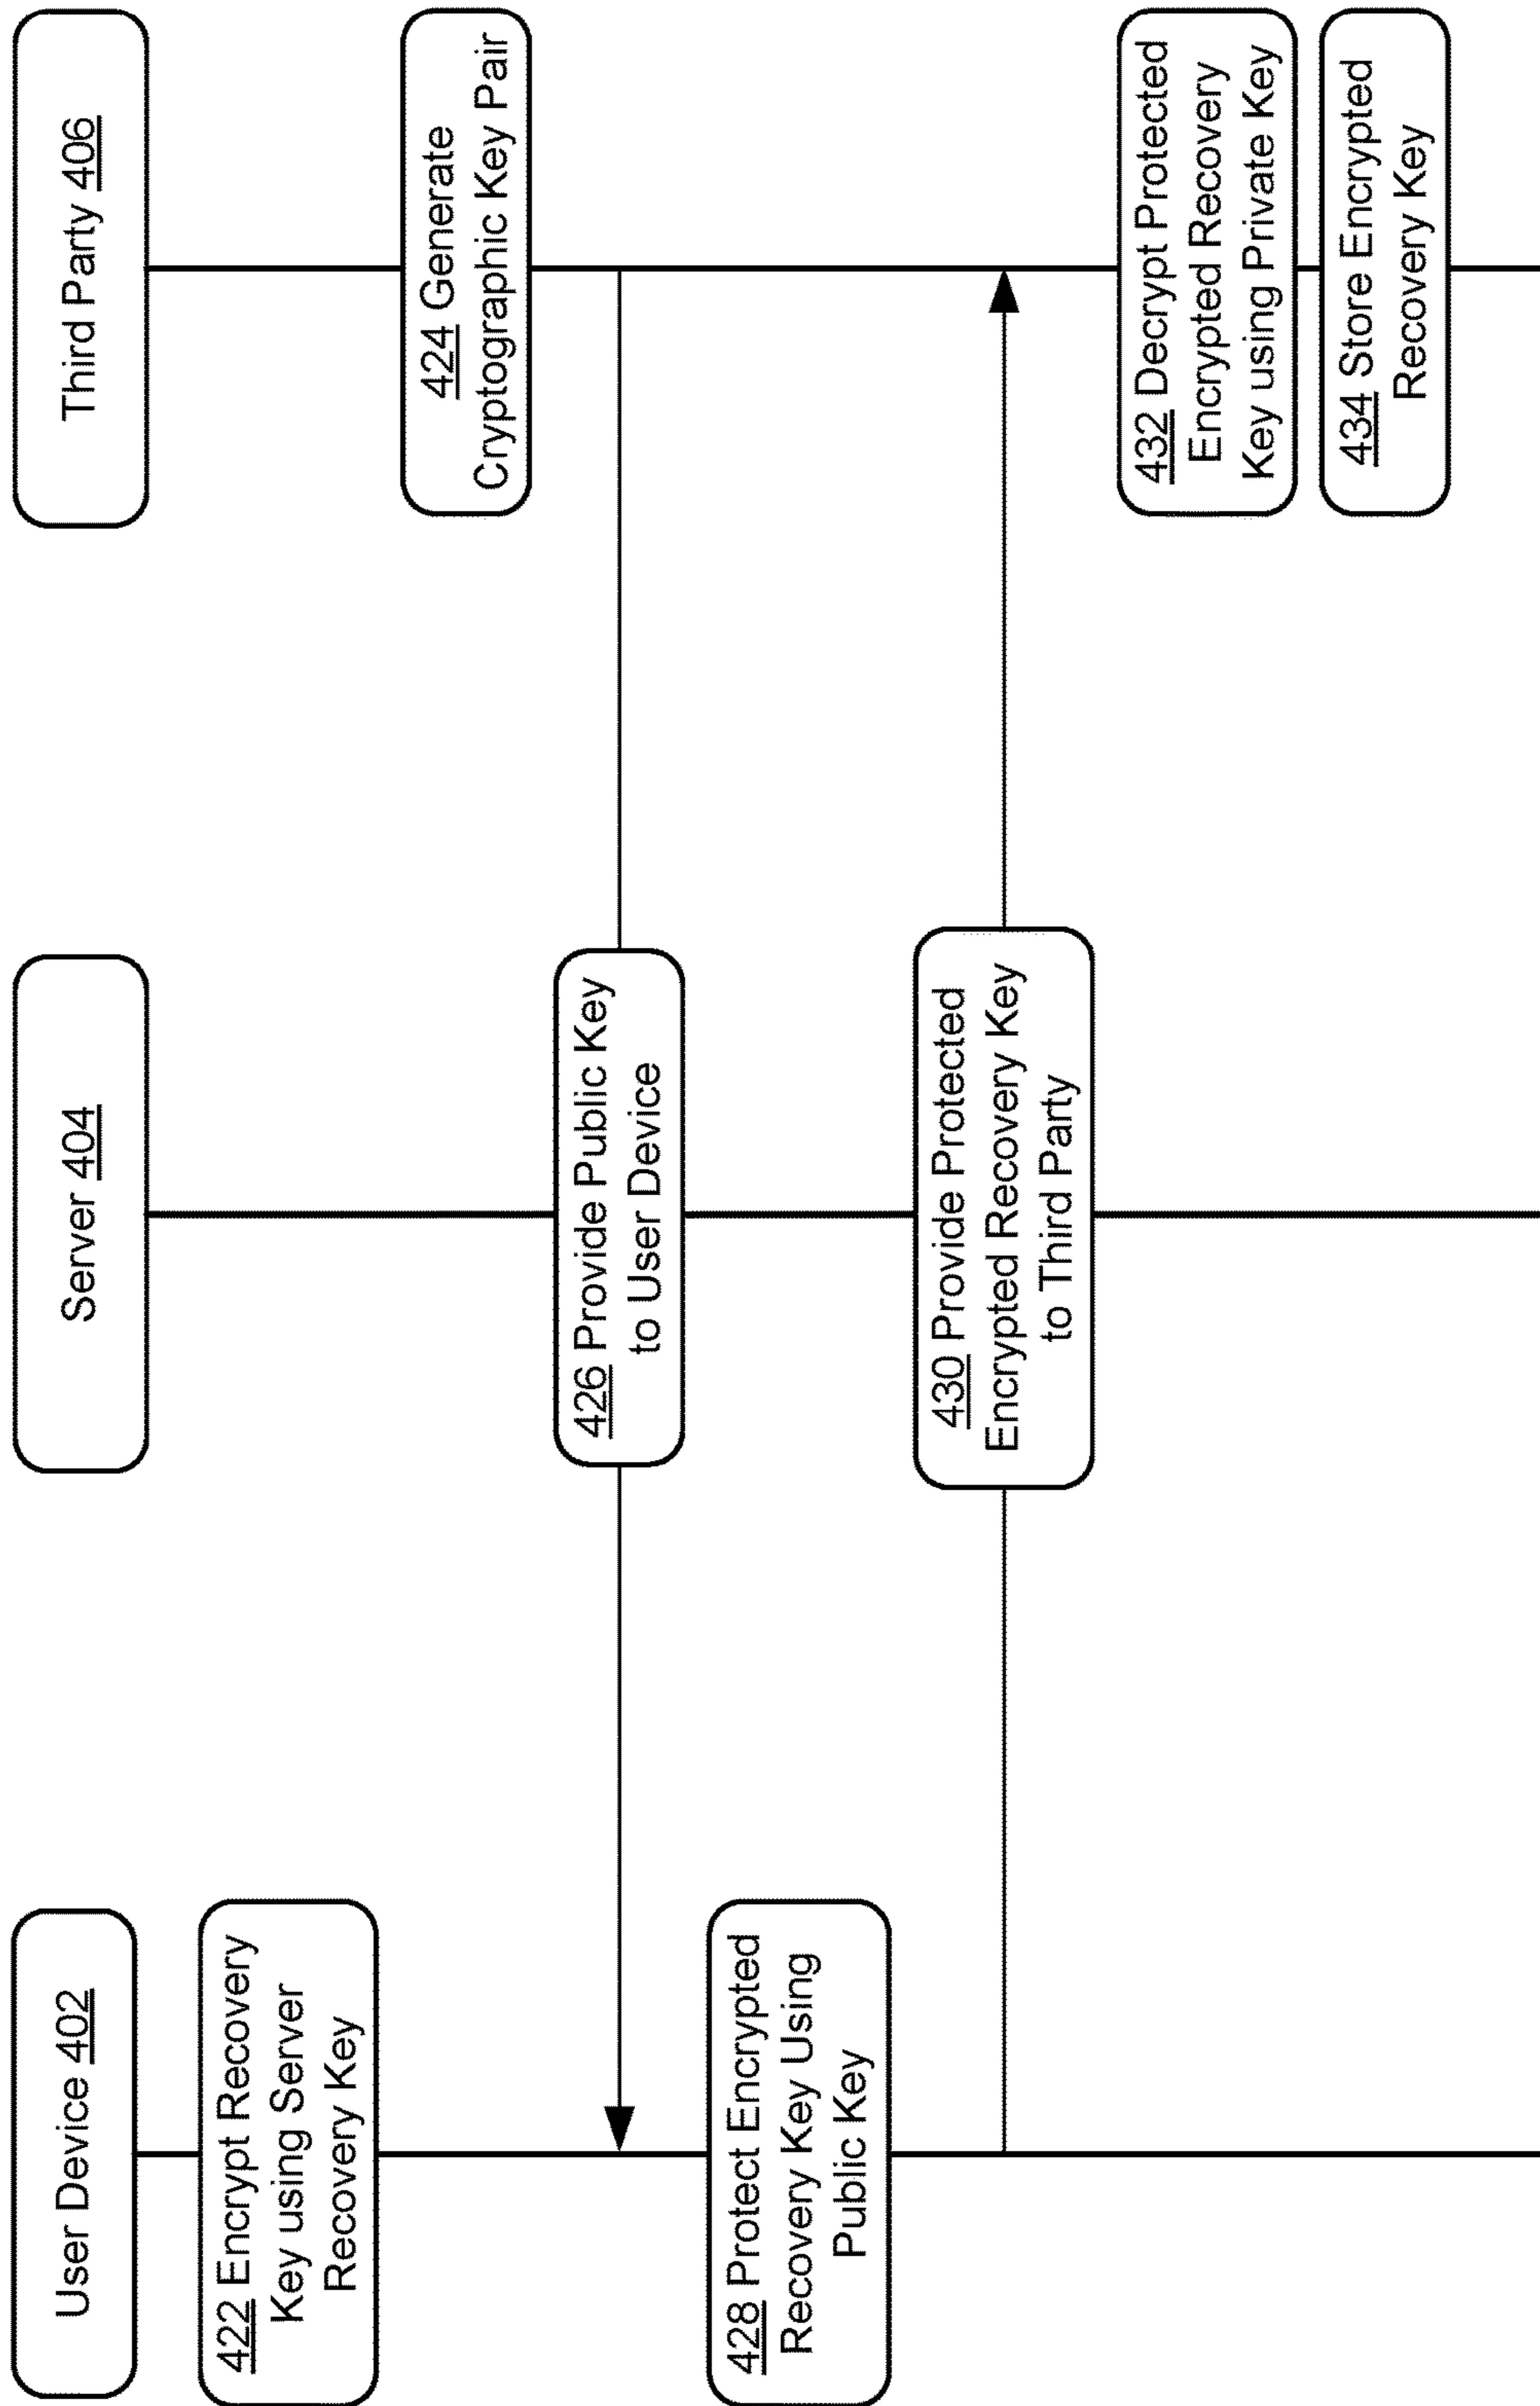 User Device 402
Server 404
Third Party 406
422 Encrypt Recovery
Key using Server
Recovery Key
424 Generate
Cryptographic Key Pair
426 Provide Public Key
to User Device
428 Protect Encrypted
Recovery Key Using
Public Key
430 Provide Protected
Encrypted Recovery Key
to Third Party
432 Decrypt Protected
Encrypted Recovery
Key using Private Key
434 Store Encrypted
Recovery Key